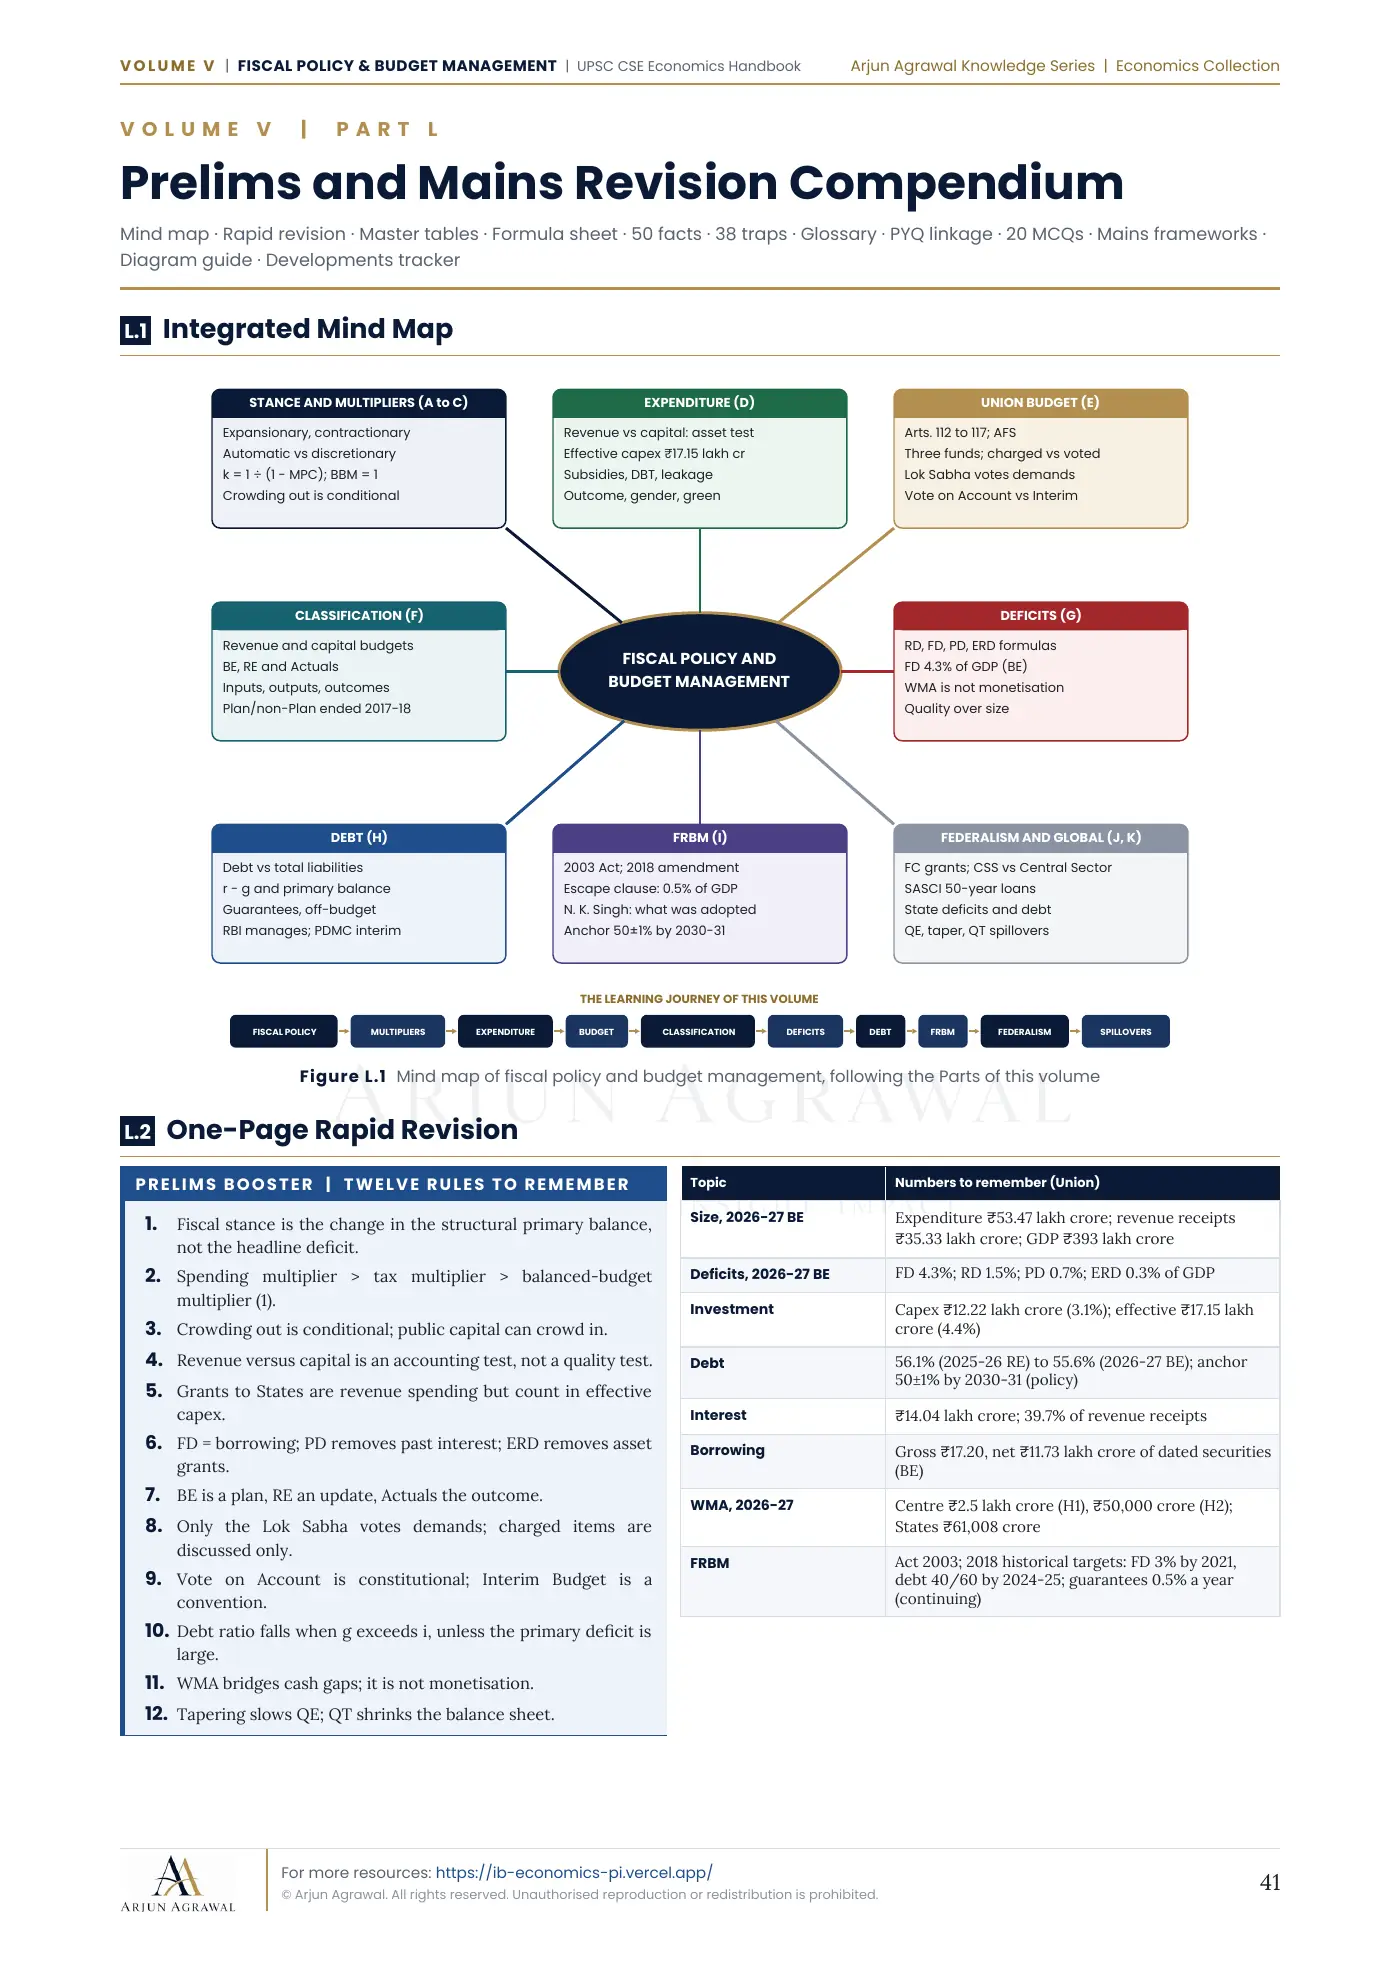 VOLUME V | FISCAL POLICY & BUDGET MANAGEMENT | UPSC CSE Economics Handbook
Arjun Agrawal Knowledge Series | Economics Collection
VOLUME V | PART L
Prelims and Mains Revision Compendium
Mind map · Rapid revision · Master tables · Formula sheet · 50 facts · 38 traps · Glossary · PYQ linkage · 20 MCQs · Mains frameworks ·
Diagram guide · Developments tracker
L.1 Integrated Mind Map
STANCE AND MULTIPLIERS (A to C)
Expansionary, contractionary
Automatic vs discretionary
k = 1 ÷ (1 - MPC); BBM = 1
Crowding out is conditional
EXPENDITURE (D)
Revenue vs capital: asset test
Effective capex ₹17.15 lakh cr
Subsidies, DBT, leakage
Outcome, gender, green
UNION BUDGET (E)
Arts. 112 to 117; AFS
Three funds; charged vs voted
Lok Sabha votes demands
Vote on Account vs Interim
CLASSIFICATION (F)
Revenue and capital budgets
BE, RE and Actuals
Inputs, outputs, outcomes
Plan/non-Plan ended 2017-18
FISCAL POLICY AND
BUDGET MANAGEMENT
DEFICITS (G)
RD, FD, PD, ERD formulas
FD 4.3% of GDP (BE)
WMA is not monetisation
Quality over size
DEBT (H)
Debt vs total liabilities
r - g and primary balance
Guarantees, off-budget
RBI manages; PDMC interim
FRBM (I)
2003 Act; 2018 amendment
Escape clause: 0.5% of GDP
N. K. Singh: what was adopted
Anchor 50±1% by 2030-31
FEDERALISM AND GLOBAL (J, K)
FC grants; CSS vs Central Sector
SASCI 50-year loans
State deficits and debt
QE, taper, QT spillovers
THE LEARNING JOURNEY OF THIS VOLUME
FISCAL POLICY MULTIPLIERS EXPENDITURE BUDGET CLASSIFICATION DEFICITS DEBT FRBM FEDERALISM SPILLOVERS
Figure L.1 Mind map of fiscal policy and budget management, following the Parts of this volume
ARJUN AGRAWAL
L.2 One-Page Rapid Revision
PRELIMS BOOSTER | TWELVE RULES TO REMEMBER
1. Fiscal stance is the change in the structural primary balance,
not the headline deficit.
2. Spending multiplier > tax multiplier > balanced-budget
multiplier (1).
3. Crowding out is conditional; public capital can crowd in.
4. Revenue versus capital is an accounting test, not a quality test.
5. Grants to States are revenue spending but count in effective
capex.
6. FD = borrowing; PD removes past interest; ERD removes asset
grants.
7. BE is a plan, RE an update, Actuals the outcome.
8. Only the Lok Sabha votes demands; charged items are
discussed only.
9. Vote on Account is constitutional; Interim Budget is a
convention.
10. Debt ratio falls when g exceeds i, unless the primary deficit is
large.
11. WMA bridges cash gaps; it is not monetisation.
12. Tapering slows QE; QT shrinks the balance sheet.
Topic Numbers to remember (Union)
Size, 2026-27 BE Expenditure ₹53.47 lakh crore; revenue receipts
₹35.33 lakh crore; GDP ₹393 lakh crore
Deficits, 2026-27 BE FD 4.3%; RD 1.5%; PD 0.7%; ERD 0.3% of GDP
Investment Capex ₹12.22 lakh crore (3.1%); effective ₹17.15 lakh
crore (4.4%)
Debt 56.1% (2025-26 RE) to 55.6% (2026-27 BE); anchor
50±1% by 2030-31 (policy)
Interest ₹14.04 lakh crore; 39.7% of revenue receipts
Borrowing Gross ₹17.20, net ₹11.73 lakh crore of dated securities
(BE)
WMA, 2026-27 Centre ₹2.5 lakh crore (H1), ₹50,000 crore (H2);
States ₹61,008 crore
FRBM Act 2003; 2018 historical targets: FD 3% by 2021,
debt 40/60 by 2024-25; guarantees 0.5% a year
(continuing)
ARJUN AGRAWAL
For more resources: https://ib-economics-pi.vercel.app/
© Arjun Agrawal. All rights reserved. Unauthorised reproduction or redistribution is prohibited.
41